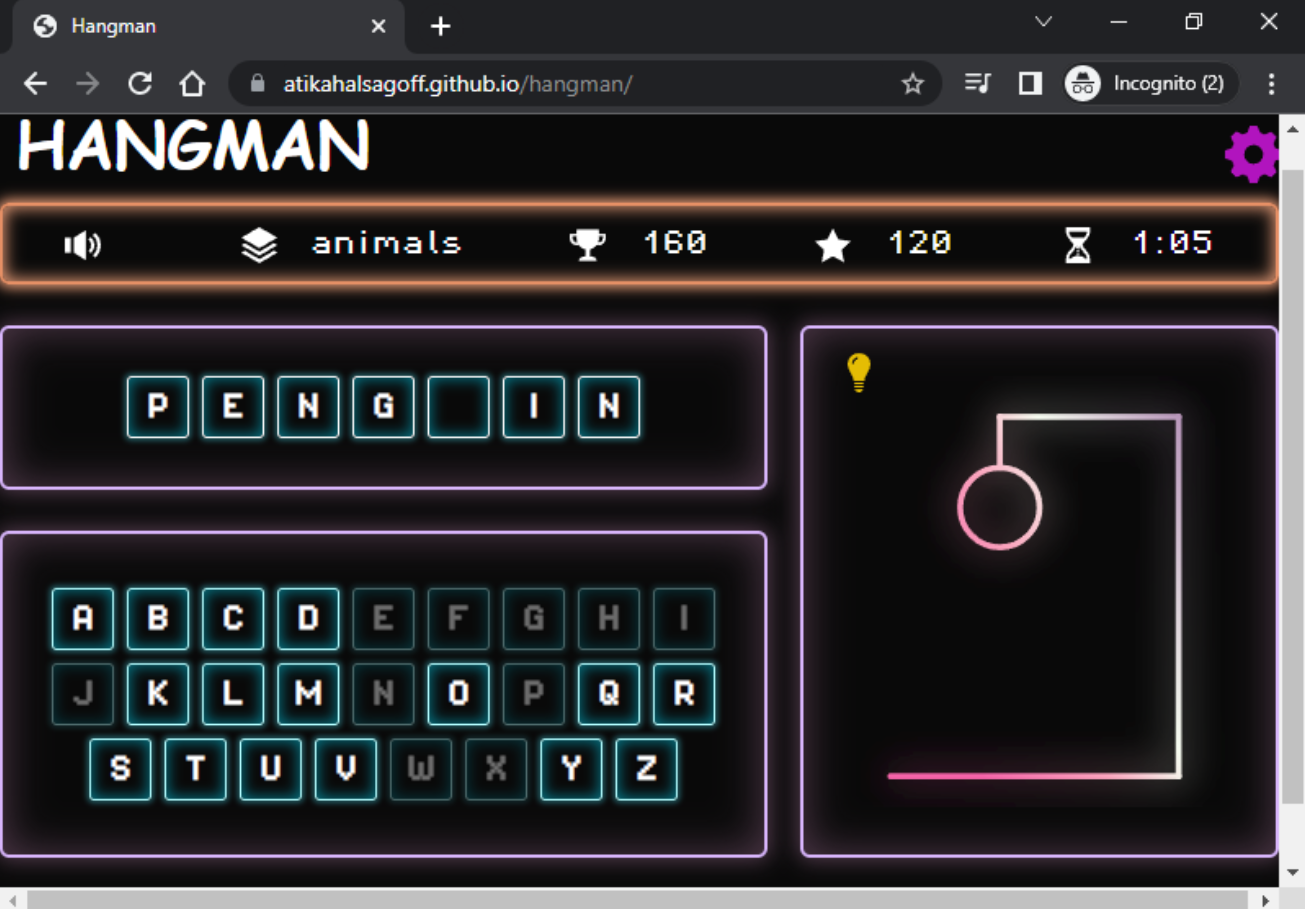 Hangman
atikahalsagoff.github.io/hangman/
Incognito (2)
HANGMAN
animals 160 120 1:05
P E N G I N
A B C D E F G H I
J K L M N O P Q R
S T U V W X Y Z